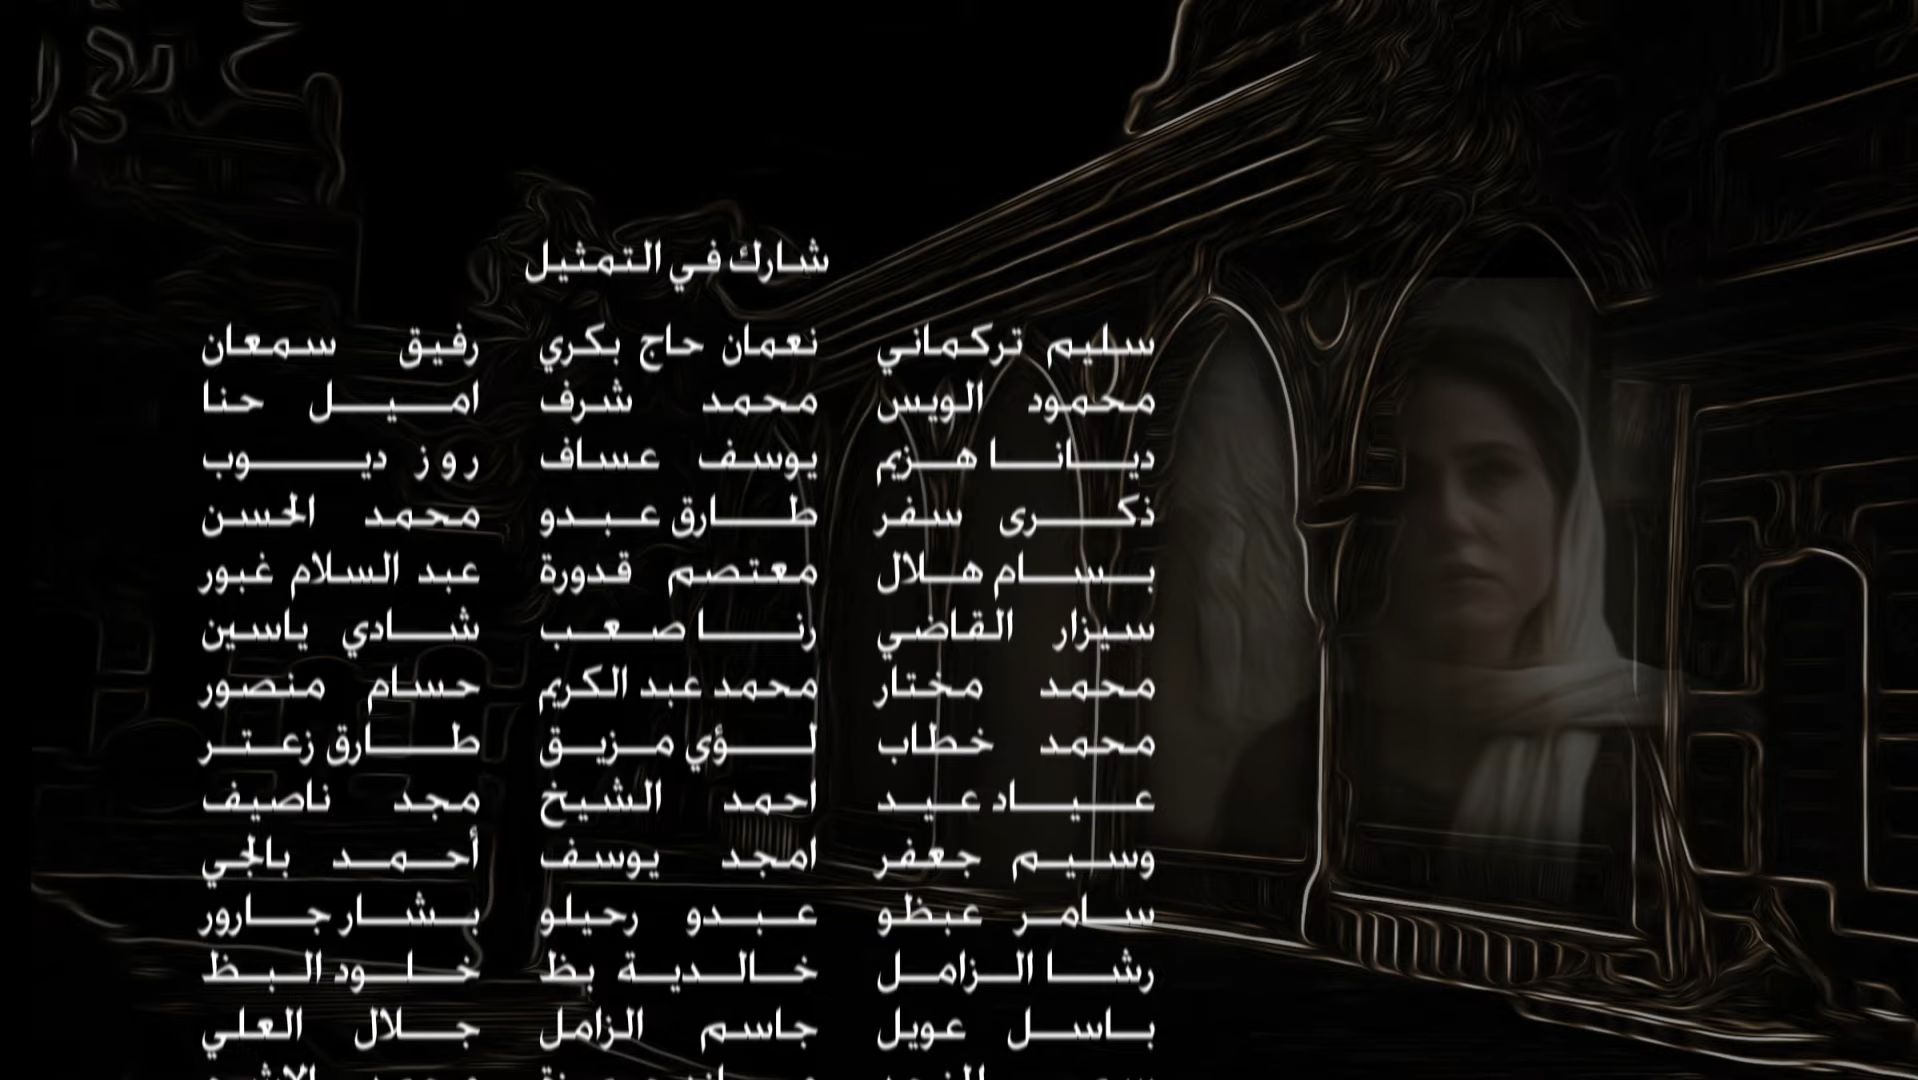 شارك في التمثيل
سليم تركماني نعمان حاج بكري رفيق سمعان
محمود الويس محمد شرف اميل حنا
ديانا هزيم يوسف عساف روز ديوب
ذكرى سفر طارق عبدو محمد الحسن
بسام هلال معتصم قدورة عبد السلام غبور
سيزار القاضي رنا صعب شادي ياسين
محمد مختار محمد عبد الكريم حسام منصور
محمد خطاب لؤي مزيق طارق زعتر
عياد عيد احمد الشيخ مجد ناصيف
وسيم جعفر امجد يوسف أحمد بالجي
سامر عبظو عبدو رحيلو بشار جارور
رشا الزامل خالدية بظ خلود البظ
باسل عويل جاسم الزامل جلال العلي